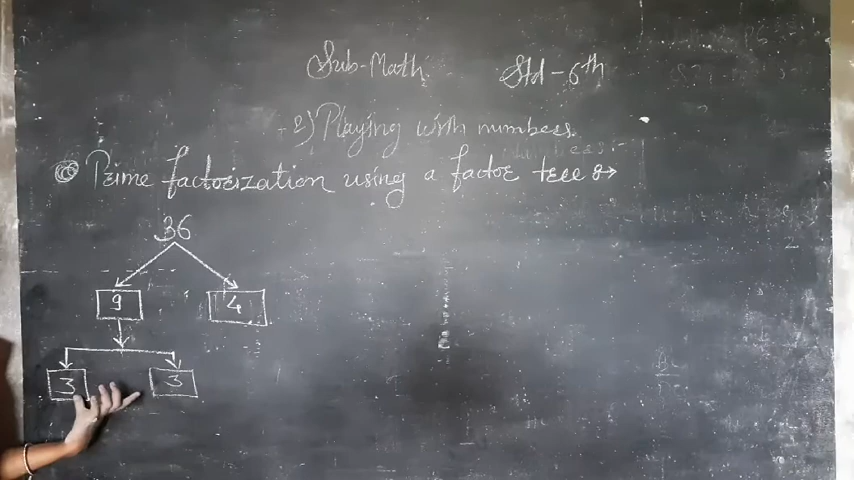 Sub-Math Std-6th
2) Playing with numbers.
Prime factorization using a factor tree :→
36
9 4
3 3